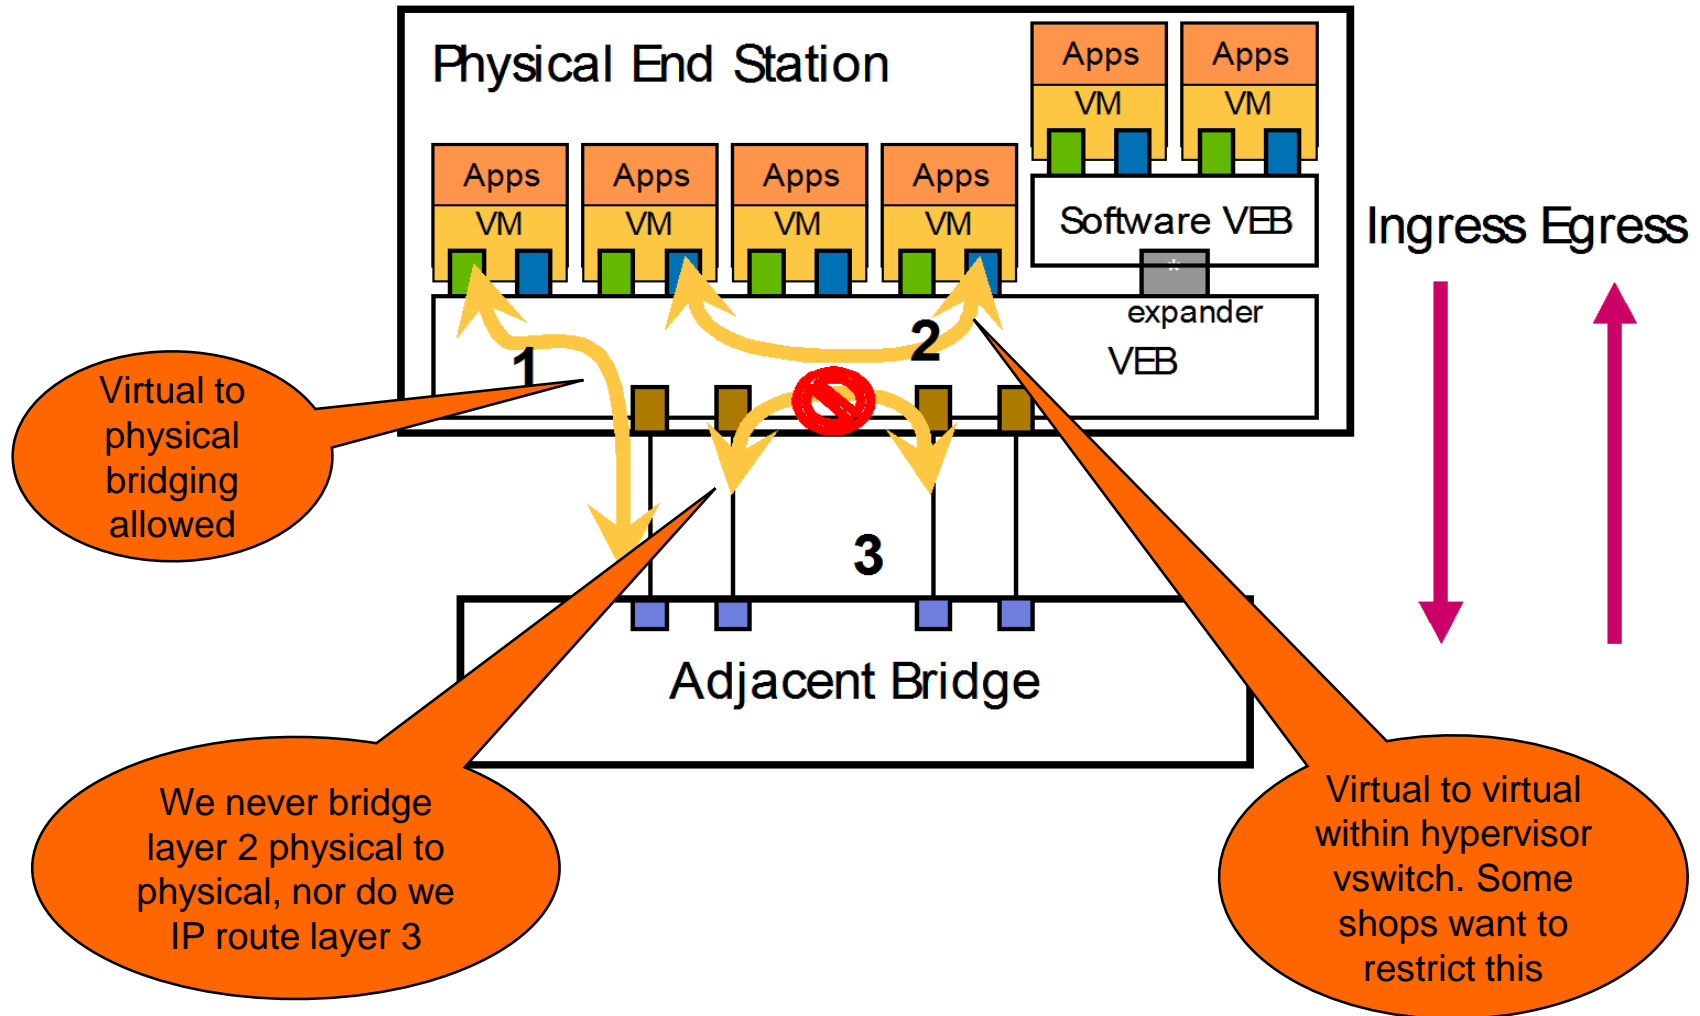 Physical End Station
Apps
Apps
VM
VM
Apps
Apps
Apps
Apps
VM
VM
VM
VM
Software VEB
*
expander
VEB
Ingress Egress
1
2
3
Virtual to
physical
bridging
allowed
Adjacent Bridge
We never bridge
layer 2 physical to
physical, nor do we
IP route layer 3
Virtual to virtual
within hypervisor
vswitch. Some
shops want to
restrict this